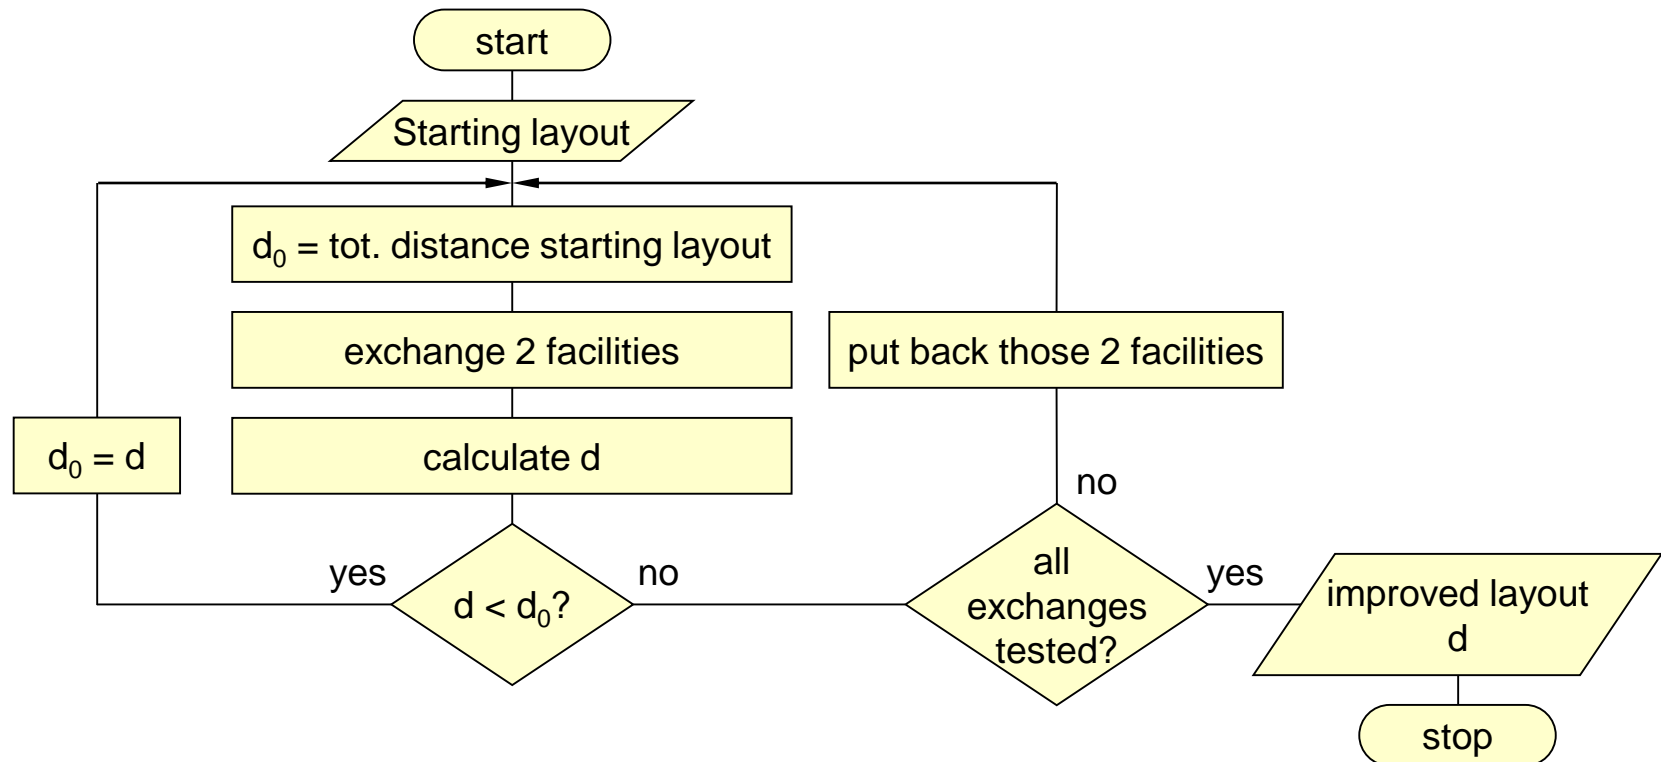 start
Starting layout
d₀ = tot. distance starting layout
exchange 2 facilities
put back those 2 facilities
d₀ = d
calculate d
no
yes
d < d₀?
no
all
exchanges
tested?
yes
improved layout
d
stop